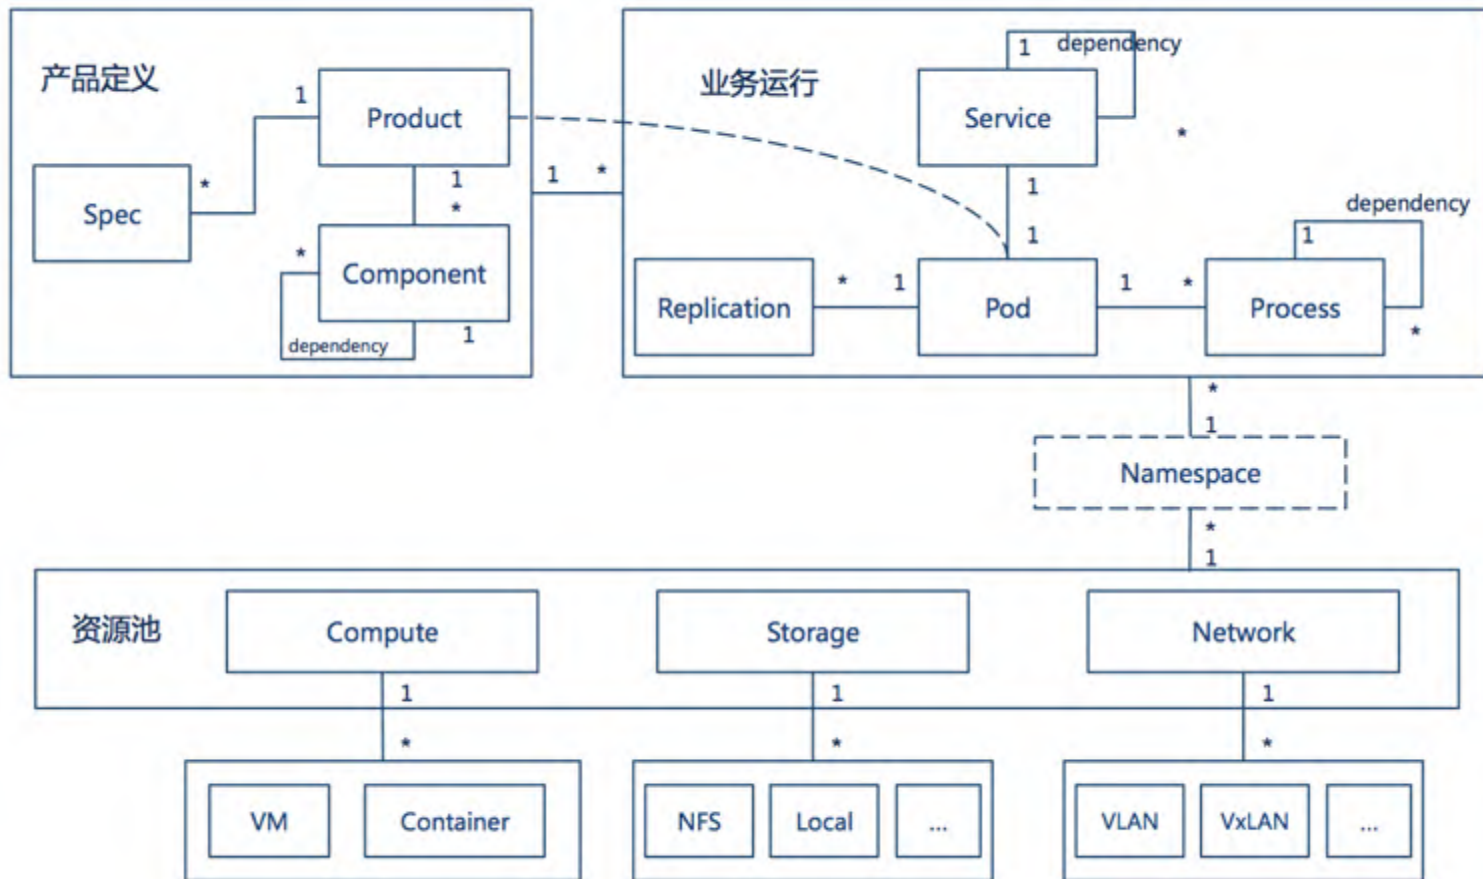 产品定义
1
Product
*
Spec
1
*
*
Component
dependency
1
1
*
业务运行
1
dependency
Service
*
1
1
Replication
*
1
Pod
1
*
dependency
1
Process
*
*
1
Namespace
*
1
资源池
Compute
Storage
Network
1
1
1
*
*
*
VM
Container
NFS
Local
...
VLAN
VxLAN
...